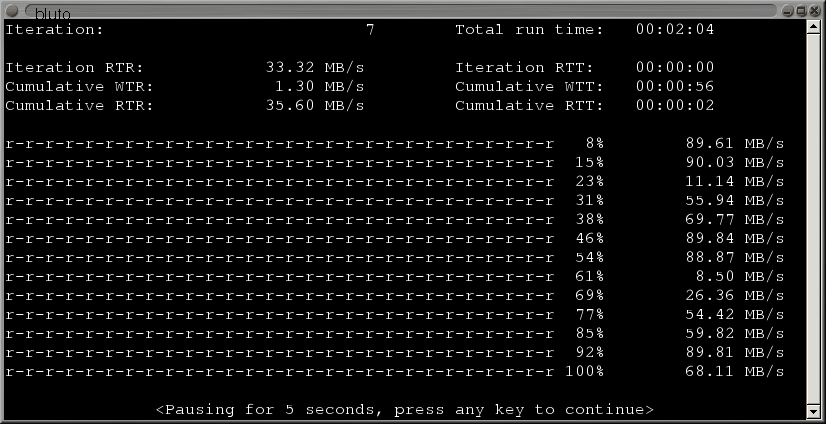 bluto
Iteration: 7 Total run time: 00:02:04
Iteration RTR: 33.32 MB/s Iteration RTT: 00:00:00
Cumulative WTR: 1.30 MB/s Cumulative WTT: 00:00:56
Cumulative RTR: 35.60 MB/s Cumulative RTT: 00:00:02
r-r-r-r-r-r-r-r-r-r-r-r-r-r-r-r-r-r-r-r-r-r-r-r-r-r-r-r 8% 89.61 MB/s
r-r-r-r-r-r-r-r-r-r-r-r-r-r-r-r-r-r-r-r-r-r-r-r-r-r-r-r 15% 90.03 MB/s
r-r-r-r-r-r-r-r-r-r-r-r-r-r-r-r-r-r-r-r-r-r-r-r-r-r-r-r 23% 11.14 MB/s
r-r-r-r-r-r-r-r-r-r-r-r-r-r-r-r-r-r-r-r-r-r-r-r-r-r-r-r 31% 55.94 MB/s
r-r-r-r-r-r-r-r-r-r-r-r-r-r-r-r-r-r-r-r-r-r-r-r-r-r-r-r 38% 69.77 MB/s
r-r-r-r-r-r-r-r-r-r-r-r-r-r-r-r-r-r-r-r-r-r-r-r-r-r-r-r 46% 89.84 MB/s
r-r-r-r-r-r-r-r-r-r-r-r-r-r-r-r-r-r-r-r-r-r-r-r-r-r-r-r 54% 88.87 MB/s
r-r-r-r-r-r-r-r-r-r-r-r-r-r-r-r-r-r-r-r-r-r-r-r-r-r-r-r 61% 8.50 MB/s
r-r-r-r-r-r-r-r-r-r-r-r-r-r-r-r-r-r-r-r-r-r-r-r-r-r-r-r 69% 26.36 MB/s
r-r-r-r-r-r-r-r-r-r-r-r-r-r-r-r-r-r-r-r-r-r-r-r-r-r-r-r 77% 54.42 MB/s
r-r-r-r-r-r-r-r-r-r-r-r-r-r-r-r-r-r-r-r-r-r-r-r-r-r-r-r 85% 59.82 MB/s
r-r-r-r-r-r-r-r-r-r-r-r-r-r-r-r-r-r-r-r-r-r-r-r-r-r-r-r 92% 89.81 MB/s
r-r-r-r-r-r-r-r-r-r-r-r-r-r-r-r-r-r-r-r-r-r-r-r-r-r-r-r 100% 68.11 MB/s
<Pausing for 5 seconds, press any key to continue>